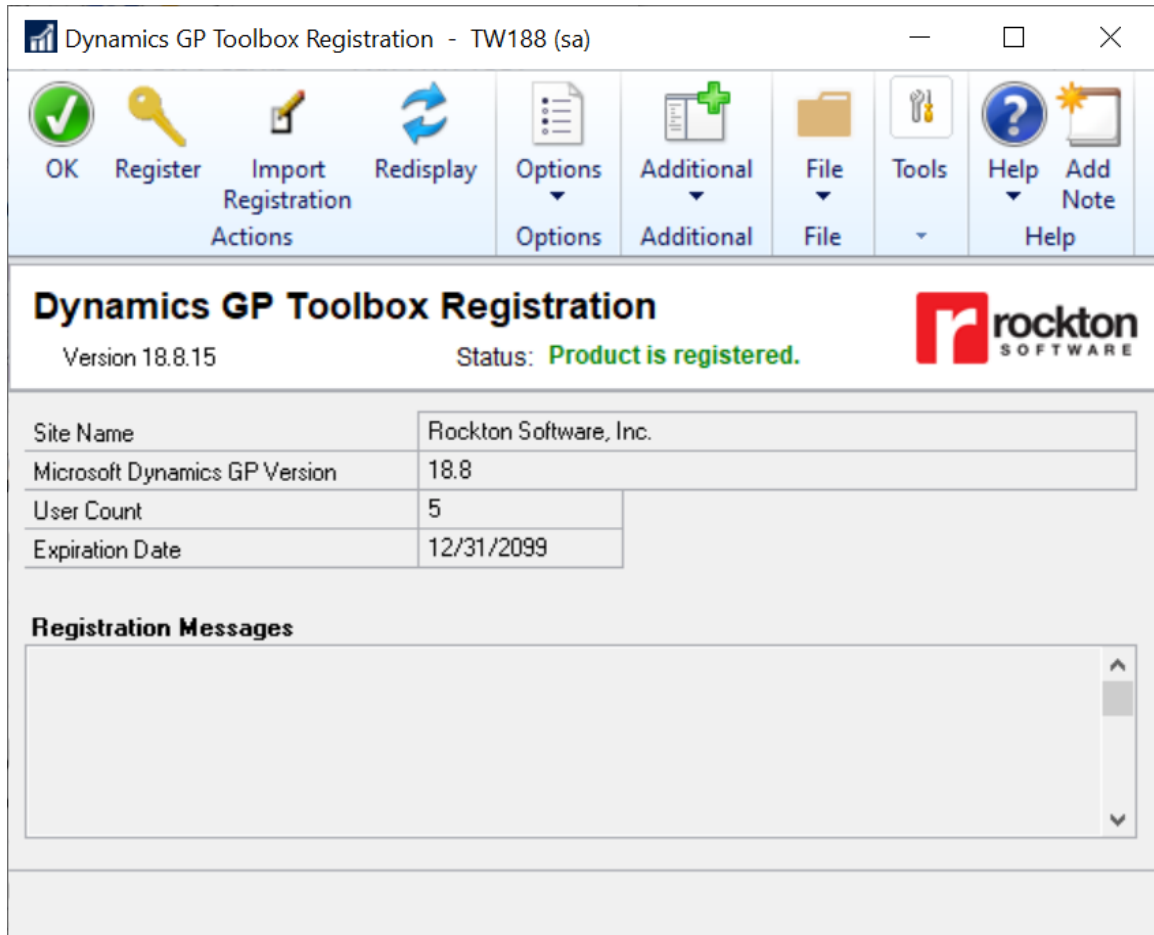 Dynamics GP Toolbox Registration - TW188 (sa)
OK Register Import Registration Redisplay Options Additional File Tools Help Add Note
Actions Options Additional File Help
Dynamics GP Toolbox Registration
Version 18.8.15 Status: Product is registered.
rockton
SOFTWARE
Site Name Rockton Software, Inc.
Microsoft Dynamics GP Version 18.8
User Count 5
Expiration Date 12/31/2099
Registration Messages